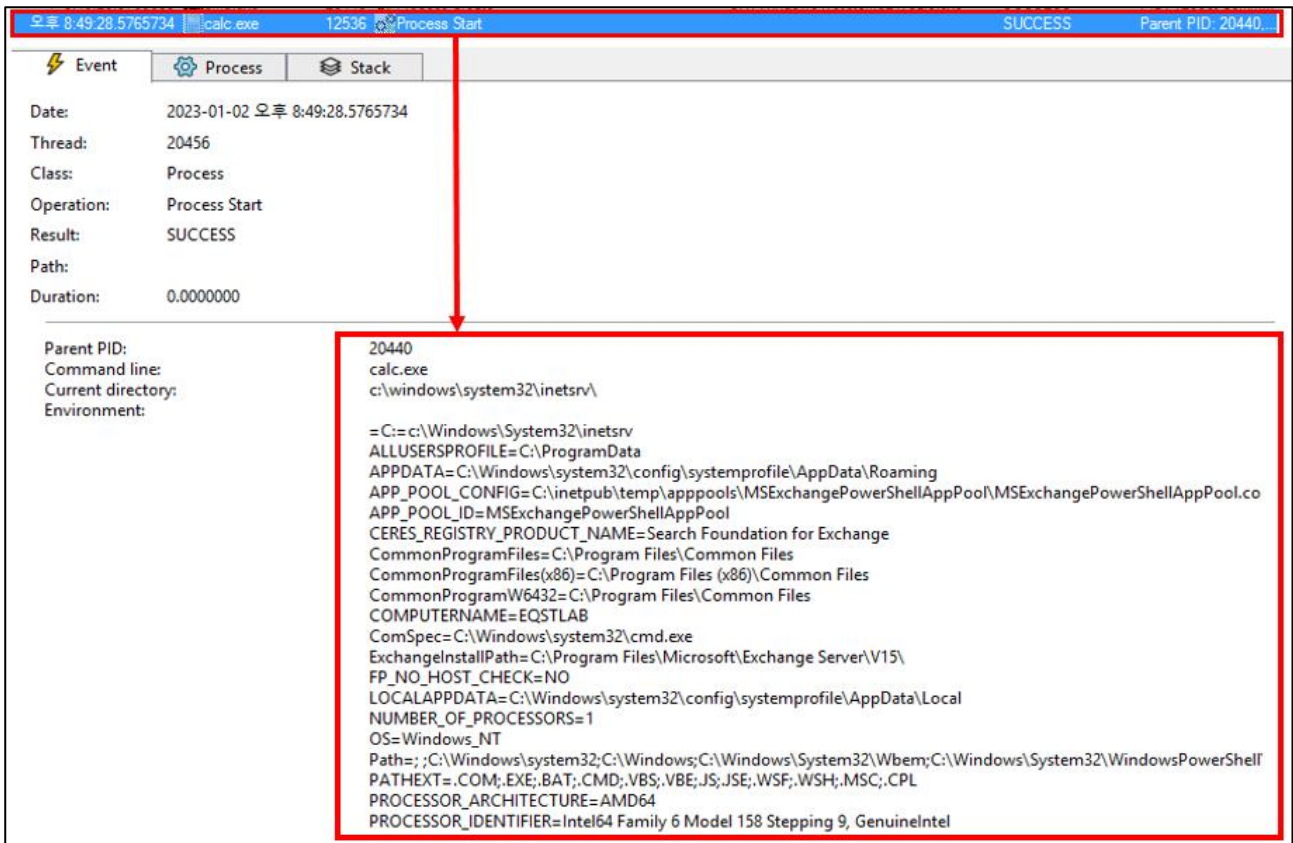 오후 8:49:28.5765734 calc.exe 12536 Process Start SUCCESS Parent PID: 20440,...
Event Process Stack
Date: 2023-01-02 오후 8:49:28.5765734
Thread: 20456
Class: Process
Operation: Process Start
Result: SUCCESS
Path:
Duration: 0.0000000
Parent PID: 20440
Command line: calc.exe
Current directory: c:\windows\system32\inetsrv\
Environment:
=C:=c:\Windows\System32\inetsrv
ALLUSERSPROFILE=C:\ProgramData
APPDATA=C:\Windows\system32\config\systemprofile\AppData\Roaming
APP_POOL_CONFIG=C:\inetpub\temp\apppools\MSExchangePowerShellAppPool\MSExchangePowerShellAppPool.co
APP_POOL_ID=MSExchangePowerShellAppPool
CERES_REGISTRY_PRODUCT_NAME=Search Foundation for Exchange
CommonProgramFiles=C:\Program Files\Common Files
CommonProgramFiles(x86)=C:\Program Files (x86)\Common Files
CommonProgramW6432=C:\Program Files\Common Files
COMPUTERNAME=EQSTLAB
ComSpec=C:\Windows\system32\cmd.exe
ExchangeInstallPath=C:\Program Files\Microsoft\Exchange Server\V15\
FP_NO_HOST_CHECK=NO
LOCALAPPDATA=C:\Windows\system32\config\systemprofile\AppData\Local
NUMBER_OF_PROCESSORS=1
OS=Windows_NT
Path=; ;C:\Windows\system32;C:\Windows;C:\Windows\System32\Wbem;C:\Windows\System32\WindowsPowerShell
PATHEXT=.COM;.EXE;.BAT;.CMD;.VBS;.VBE;.JS;.JSE;.WSF;.WSH;.MSC;.CPL
PROCESSOR_ARCHITECTURE=AMD64
PROCESSOR_IDENTIFIER=Intel64 Family 6 Model 158 Stepping 9, GenuineIntel